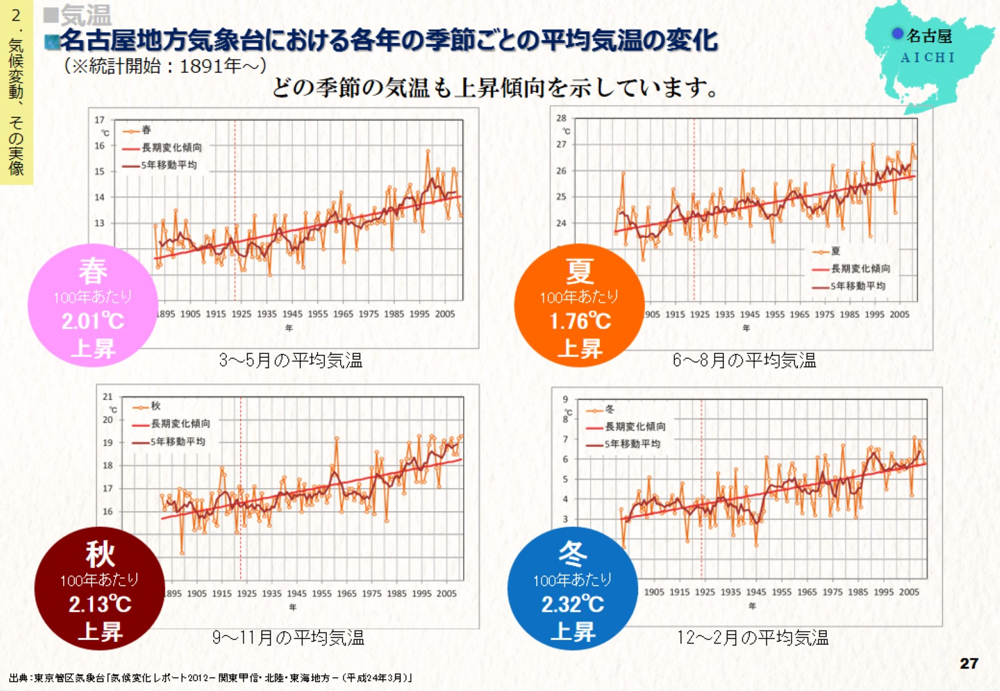 2．気候変動、その実像
■気温
■名古屋地方気象台における各年の季節ごとの平均気温の変化
（※統計開始：1891年～）
どの季節の気温も上昇傾向を示しています。
名古屋
AICHI
17
℃
16
15
14
13
春
長期変化傾向
5年移動平均
1895 1905 1915 1925 1935 1945 1955 1965 1975 1985 1995 2005
年
春
100年あたり
2.01℃
上昇
3～5月の平均気温
28
℃
27
26
25
24
夏
長期変化傾向
5年移動平均
1905 1915 1925 1935 1945 1955 1965 1975 1985 1995 2005
年
夏
100年あたり
1.76℃
上昇
6～8月の平均気温
21
℃
20
19
18
17
16
秋
長期変化傾向
5年移動平均
1895 1905 1915 1925 1935 1945 1955 1965 1975 1985 1995 2005
年
秋
100年あたり
2.13℃
上昇
9～11月の平均気温
9
℃
8
7
6
5
4
3
冬
長期変化傾向
5年移動平均
1905 1915 1925 1935 1945 1955 1965 1975 1985 1995 2005
年
冬
100年あたり
2.32℃
上昇
12～2月の平均気温
27
出典：東京管区気象台「気候変化レポート2012－関東甲信・北陸・東海地方－（平成24年3月）」